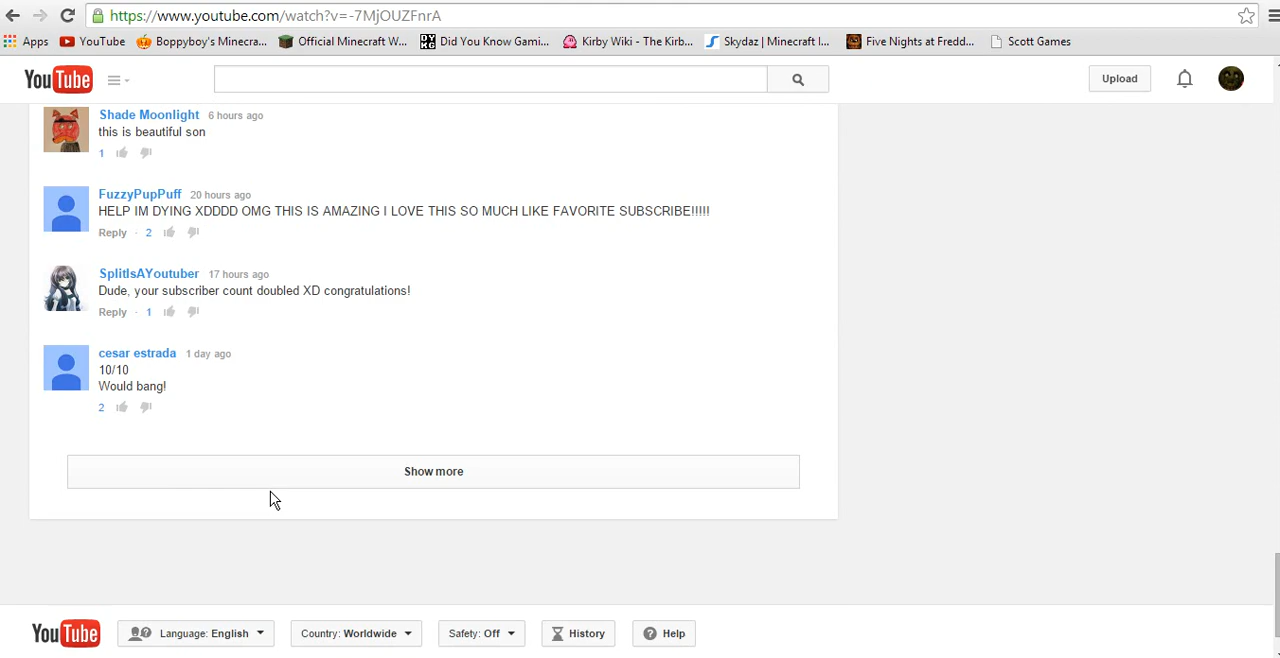 https://www.youtube.com/watch?v=-7MjOUZFnrA
Apps YouTube Boppyboy's Minecra... Official Minecraft W... DYKG Did You Know Gami... Kirby Wiki - The Kirb... Skydaz | Minecraft I... Five Nights at Fredd... Scott Games
YouTube Upload
Shade Moonlight 6 hours ago
this is beautiful son
1
FuzzyPupPuff 20 hours ago
HELP IM DYING XDDDD OMG THIS IS AMAZING I LOVE THIS SO MUCH LIKE FAVORITE SUBSCRIBE!!!!!
Reply · 2
SplitIsAYoutuber 17 hours ago
Dude, your subscriber count doubled XD congratulations!
Reply · 1
cesar estrada 1 day ago
10/10
Would bang!
2
Show more
YouTube Language: English Country: Worldwide Safety: Off History Help